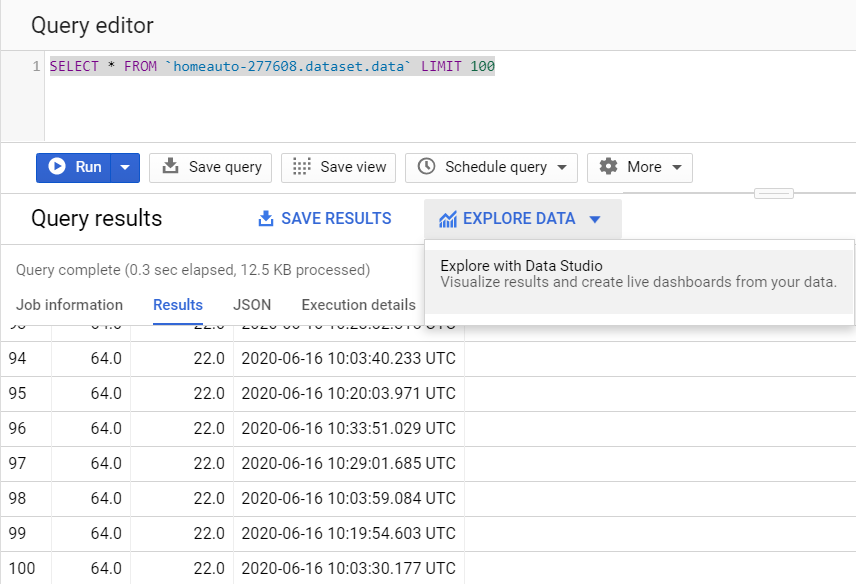 Query editor
1 SELECT * FROM `homeauto-277608.dataset.data` LIMIT 100
Run Save query Save view Schedule query More
Query results SAVE RESULTS EXPLORE DATA
Explore with Data Studio
Visualize results and create live dashboards from your data.
Query complete (0.3 sec elapsed, 12.5 KB processed)
Job information Results JSON Execution details
94 64.0 22.0 2020-06-16 10:03:40.233 UTC
95 64.0 22.0 2020-06-16 10:20:03.971 UTC
96 64.0 22.0 2020-06-16 10:33:51.029 UTC
97 64.0 22.0 2020-06-16 10:29:01.685 UTC
98 64.0 22.0 2020-06-16 10:03:59.084 UTC
99 64.0 22.0 2020-06-16 10:19:54.603 UTC
100 64.0 22.0 2020-06-16 10:03:30.177 UTC